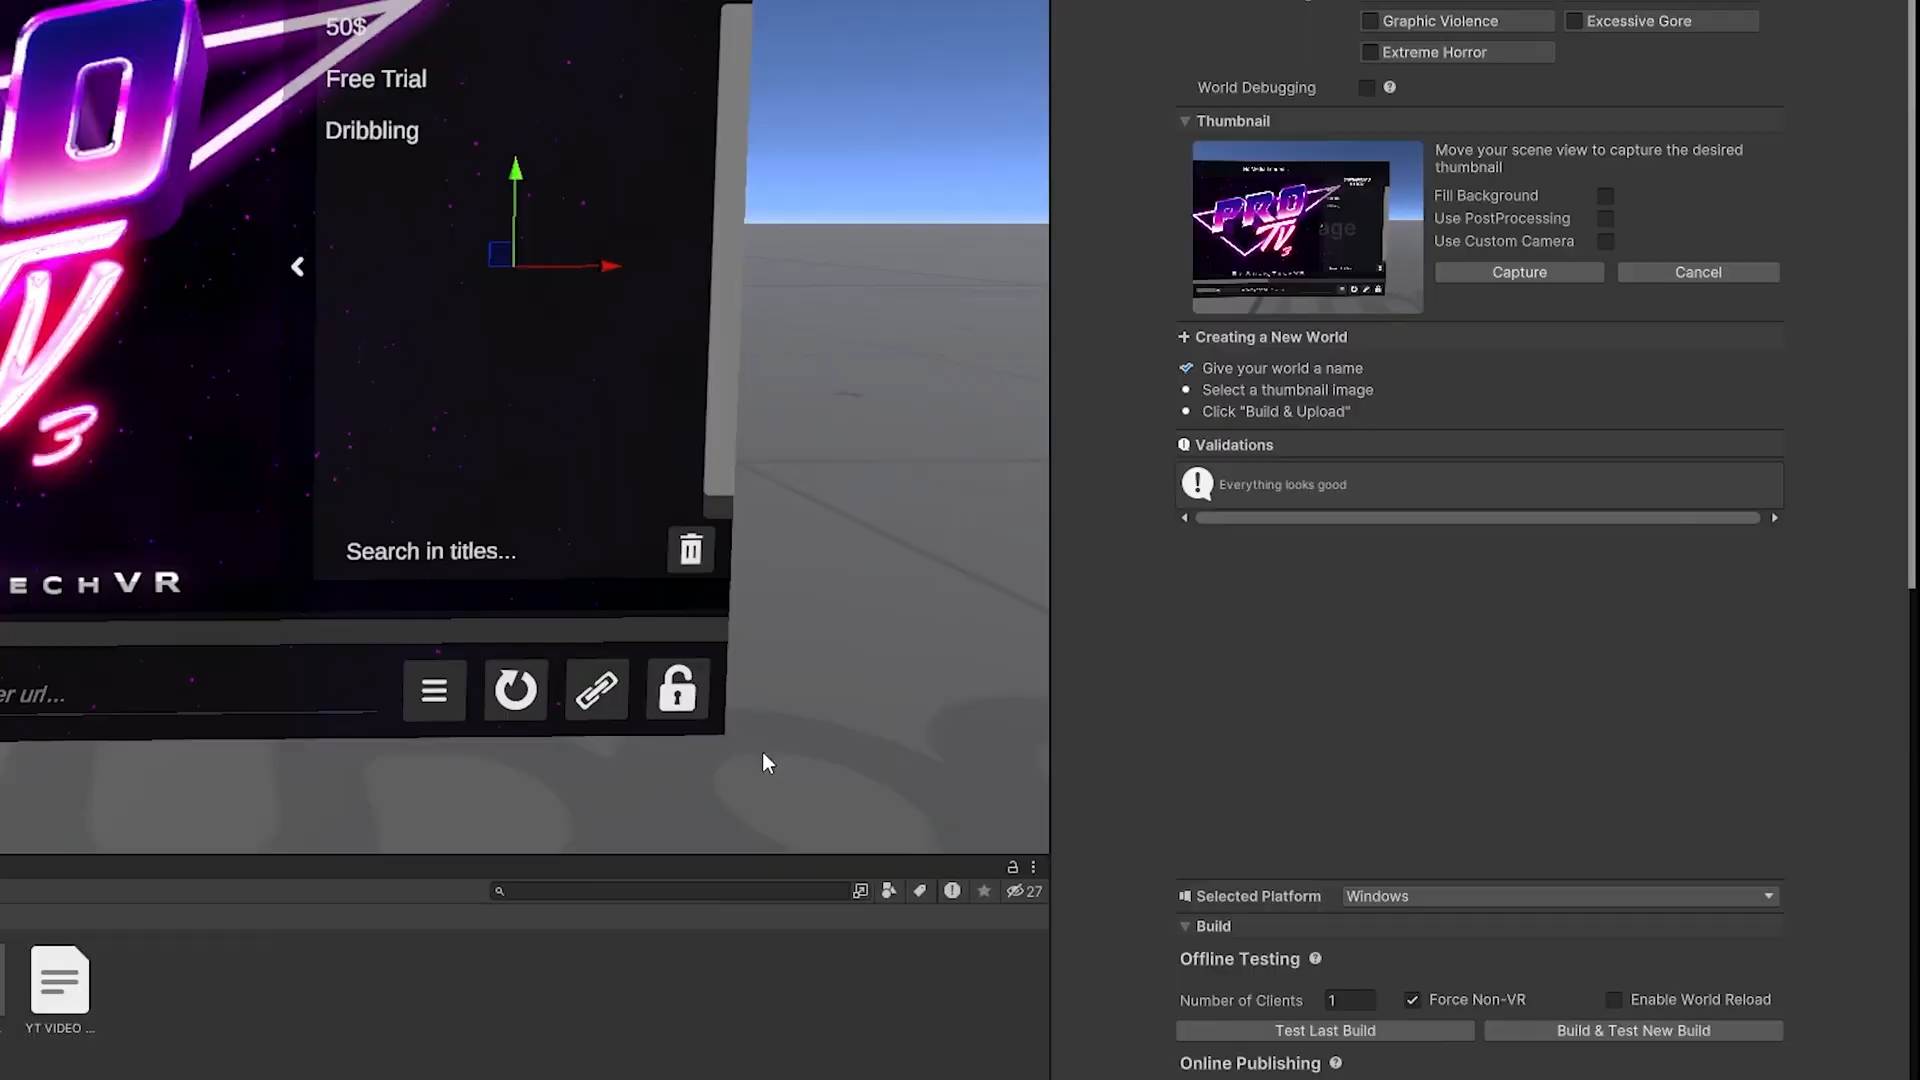 50$
Free Trial
Dribbling
PRO
TV
3
ECHVR
Search in titles...
er url...
27
YT VIDEO ...
Graphic Violence
Excessive Gore
Extreme Horror
World Debugging
Thumbnail
Move your scene view to capture the desired
thumbnail
Fill Background
Use PostProcessing
Use Custom Camera
Capture
Cancel
Creating a New World
Give your world a name
Select a thumbnail image
Click "Build & Upload"
Validations
Everything looks good
Selected Platform
Windows
Build
Offline Testing
Number of Clients
1
Force Non-VR
Enable World Reload
Test Last Build
Build & Test New Build
Online Publishing